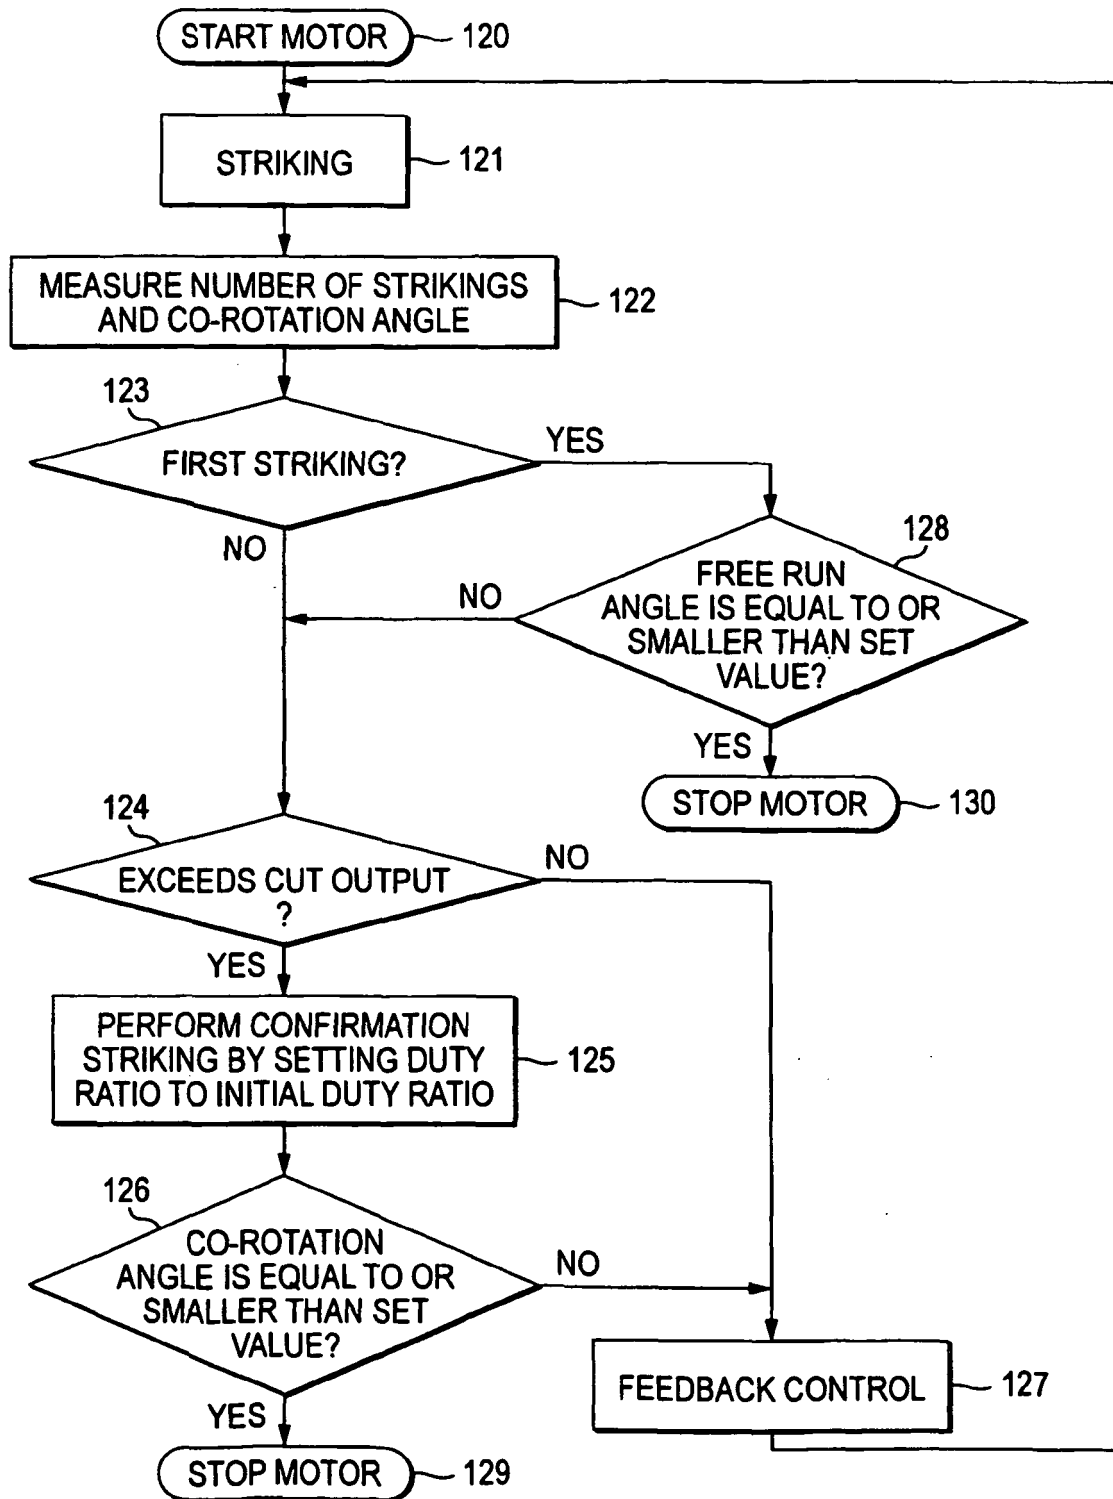 START MOTOR
120
STRIKING
121
MEASURE NUMBER OF STRIKINGS
AND CO-ROTATION ANGLE
122
123
FIRST STRIKING?
YES
NO
128
FREE RUN
ANGLE IS EQUAL TO OR
SMALLER THAN SET
VALUE?
NO
YES
STOP MOTOR
130
124
EXCEEDS CUT OUTPUT
?
NO
YES
PERFORM CONFIRMATION
STRIKING BY SETTING DUTY
RATIO TO INITIAL DUTY RATIO
125
126
CO-ROTATION
ANGLE IS EQUAL TO OR
SMALLER THAN SET
VALUE?
NO
YES
FEEDBACK CONTROL
127
STOP MOTOR
129